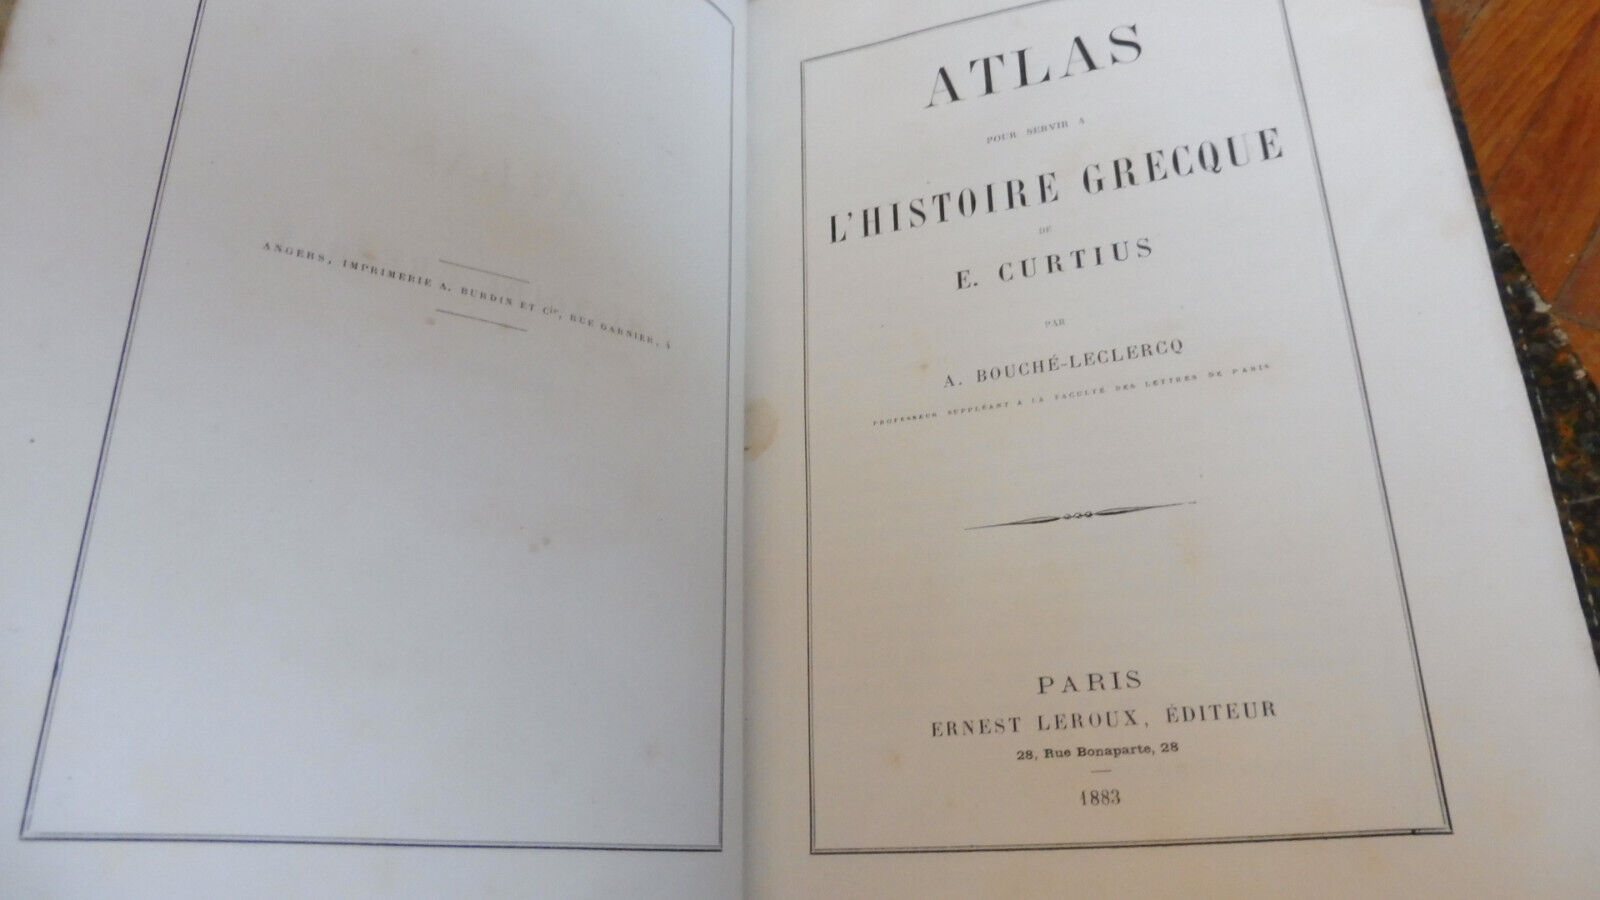 ANGERS, IMPRIMERIE A. BURDIN ET Cie, RUE GARNIER, 4
ATLAS
POUR SERVIR A
L'HISTOIRE GRECQUE
DE
E. CURTIUS
PAR
A. BOUCHÉ-LECLERCQ
PROFESSEUR SUPPLÉANT A LA FACULTÉ DES LETTRES DE PARIS
PARIS
ERNEST LEROUX, ÉDITEUR
28, Rue Bonaparte, 28
1883